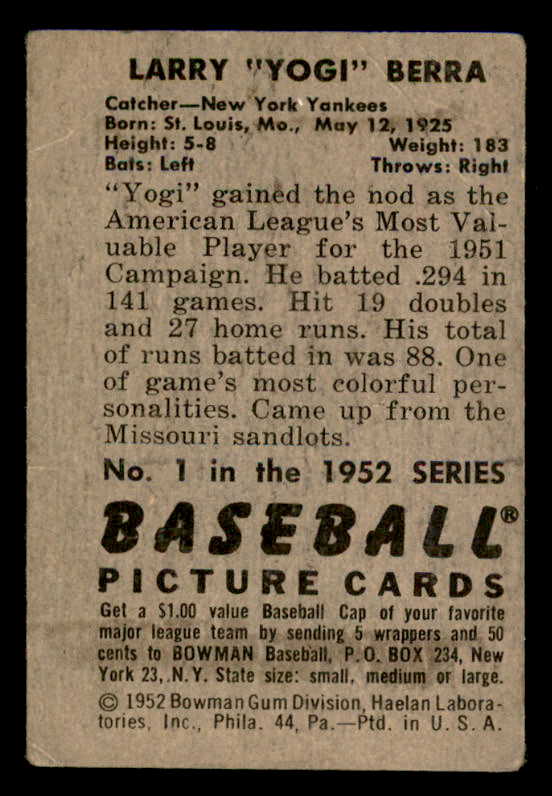 LARRY "YOGI" BERRA
Catcher—New York Yankees
Born: St. Louis, Mo., May 12, 1925
Height: 5-8 Weight: 183
Bats: Left Throws: Right
"Yogi" gained the nod as the
American League's Most Val-
uable Player for the 1951
Campaign. He batted .294 in
141 games. Hit 19 doubles
and 27 home runs. His total
of runs batted in was 88. One
of game's most colorful per-
sonalities. Came up from the
Missouri sandlots.
No. 1 in the 1952 SERIES
BASEBALL®
PICTURE CARDS
Get a $1.00 value Baseball Cap of your favorite
major league team by sending 5 wrappers and 50
cents to BOWMAN Baseball, P.O. BOX 234, New
York 23, N.Y. State size: small, medium or large.
© 1952 Bowman Gum Division, Haelan Labora-
tories, Inc., Phila. 44, Pa.—Ptd. in U. S. A.